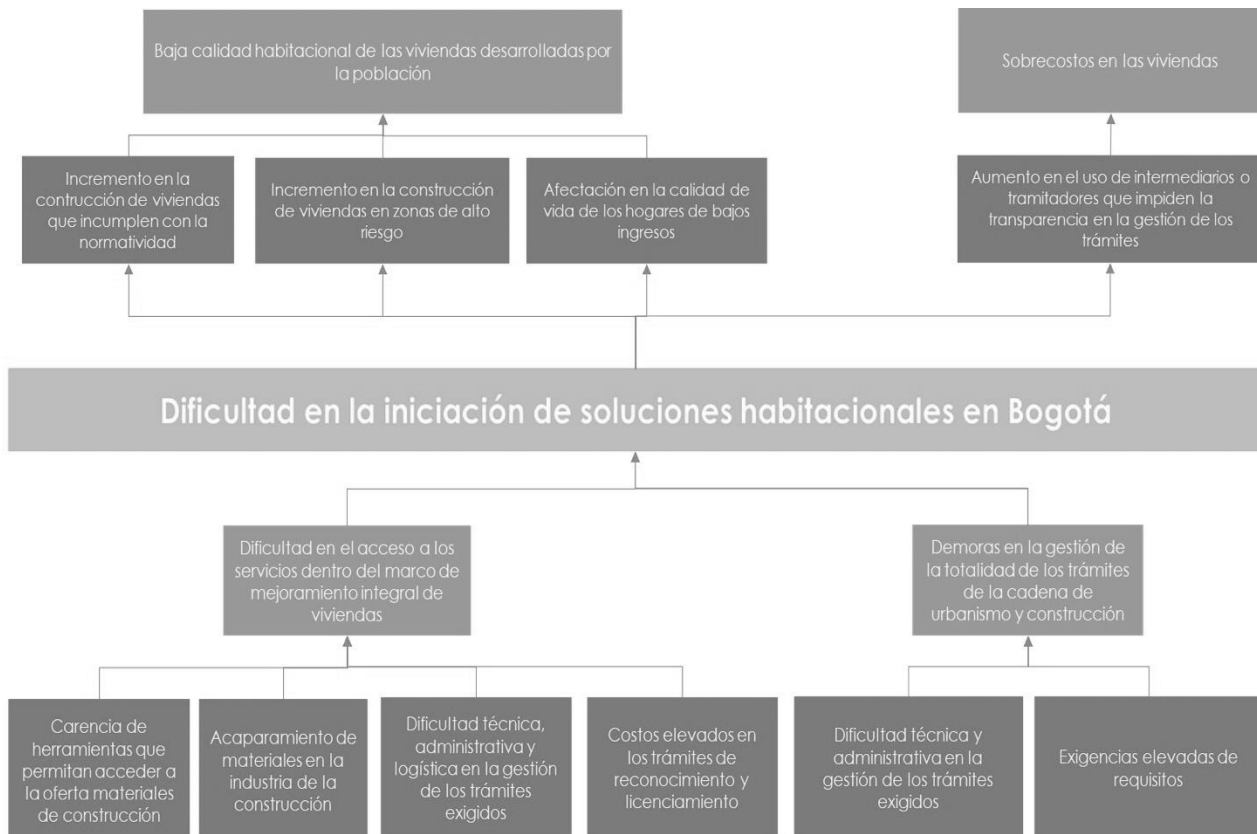 Baja calidad habitacional de las viviendas desarrolladas por
la población
Sobrecostos en las viviendas
Incremento en la
contrucción de viviendas
que incumplen con la
normatividad
Incremento en la construcción
de viviendas en zonas de alto
riesgo
Afectación en la calidad de
vida de los hogares de bajos
ingresos
Aumento en el uso de intermediarios o
tramitadores que impiden la
transparencia en la gestión de los
trámites
Dificultad en la iniciación de soluciones habitacionales en Bogotá
Dificultad en el acceso a los
servicios dentro del marco de
mejoramiento integral de
viviendas
Demoras en la gestión de
la totalidad de los trámites
de la cadena de
urbanismo y construcción
Carencia de
herramientas que
permitan acceder a
la oferta materiales
de construcción
Acaparamiento de
materiales en la
industria de la
construcción
Dificultad técnica,
administrativa y
logística en la gestión
de los trámites
exigidos
Costos elevados en
los trámites de
reconocimiento y
licenciamiento
Dificultad técnica y
administrativa en la
gestión de los trámites
exigidos
Exigencias elevadas de
requisitos